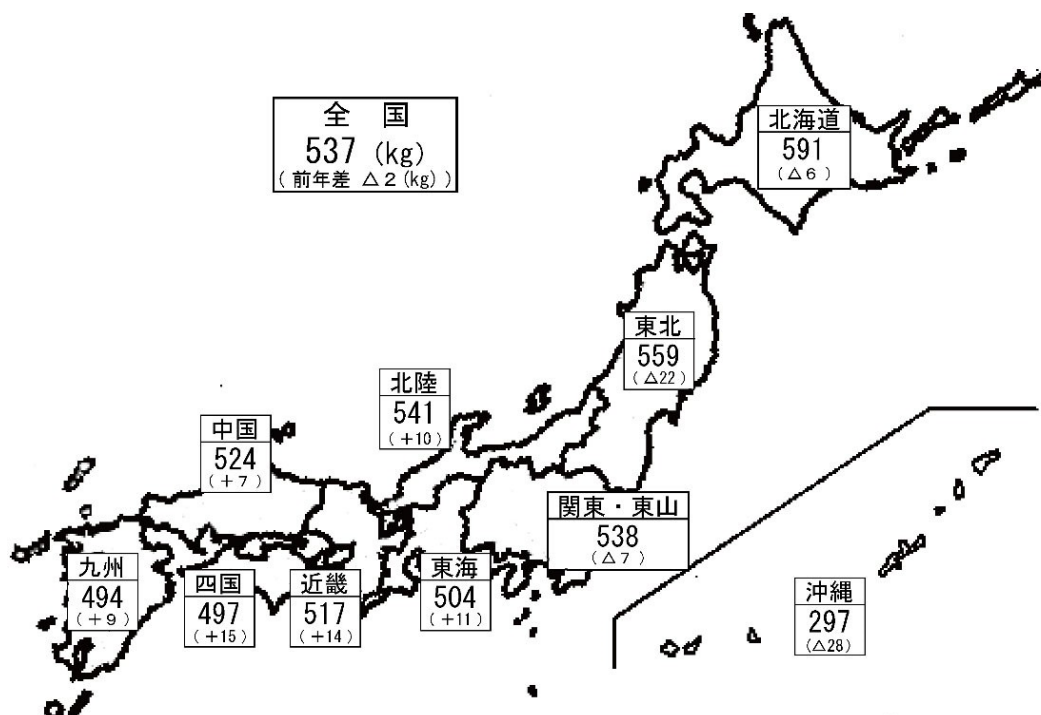 全　国
537 (kg)
( 前年差 △2 (kg) )
北海道
591
( △6 )
東北
559
( △22 )
北陸
541
( +10 )
中国
524
( +7 )
関東・東山
538
( △7 )
九州
494
( +9 )
四国
497
( +15 )
近畿
517
( +14 )
東海
504
( +11 )
沖縄
297
(△28)